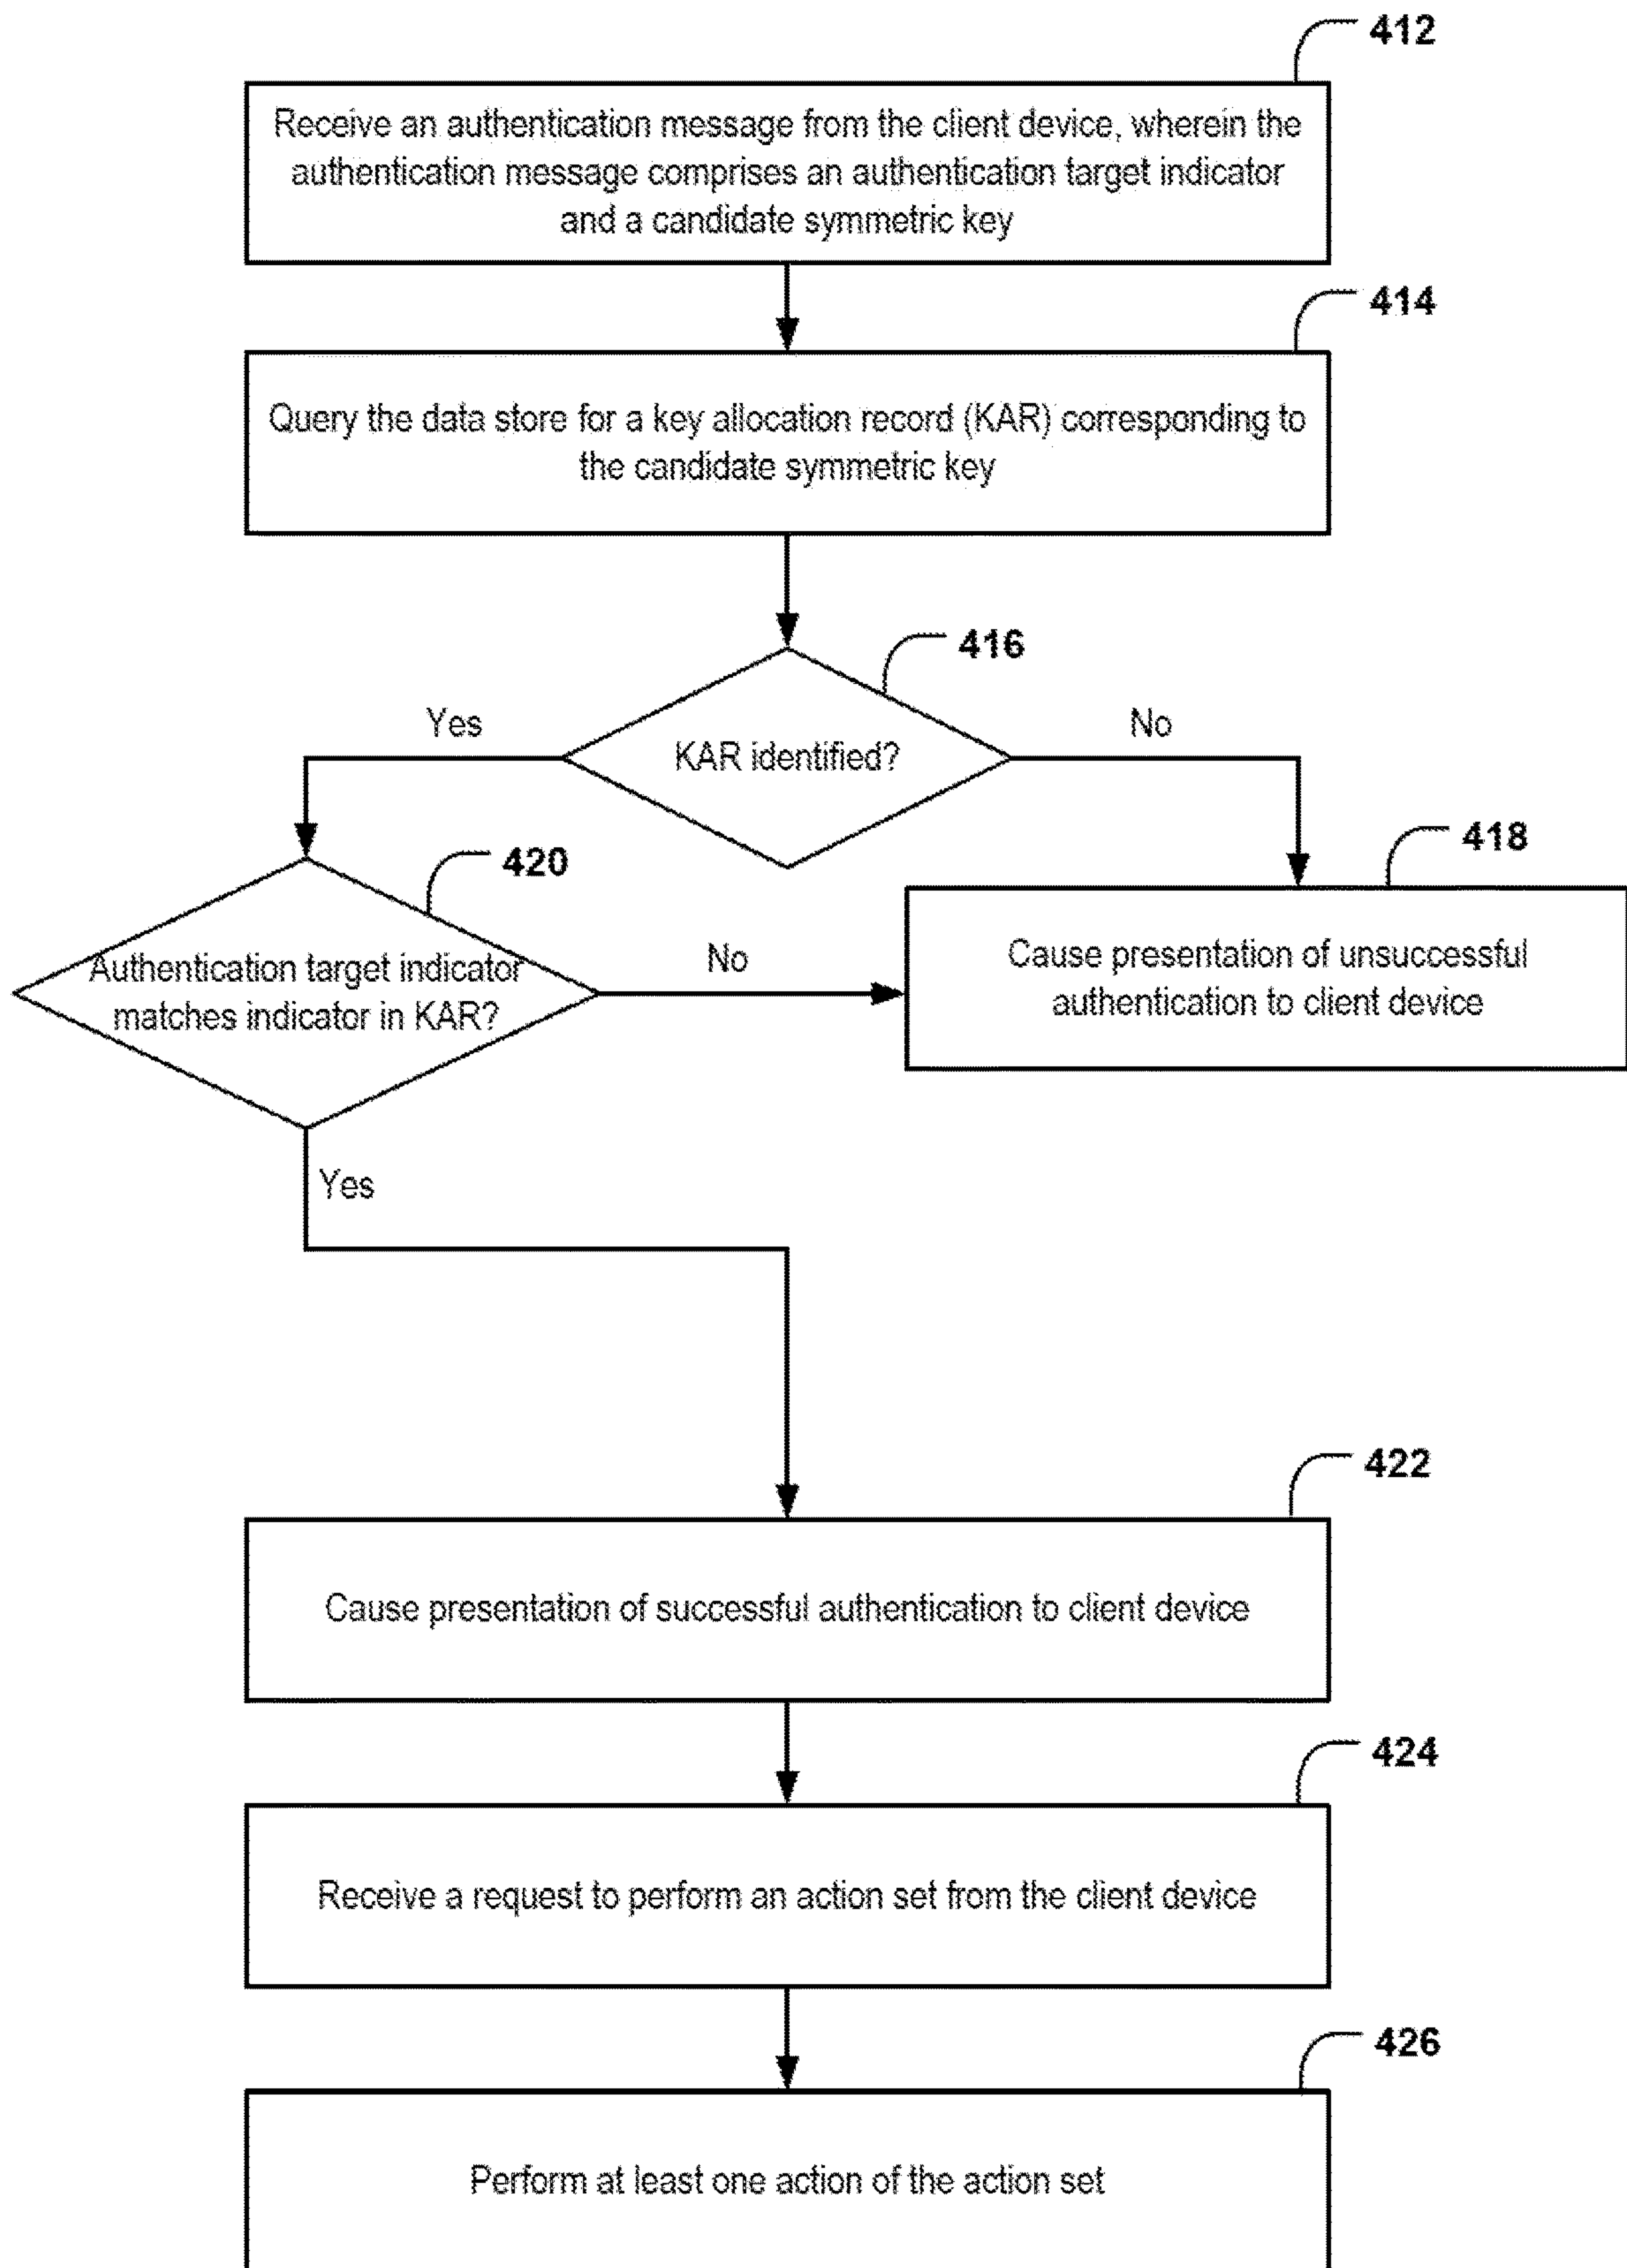 412
Receive an authentication message from the client device, wherein the
authentication message comprises an authentication target indicator
and a candidate symmetric key
414
Query the data store for a key allocation record (KAR) corresponding to
the candidate symmetric key
416
Yes
No
KAR identified?
418
420
Authentication target indicator
matches indicator in KAR?
No
Cause presentation of unsuccessful
authentication to client device
Yes
422
Cause presentation of successful authentication to client device
424
Receive a request to perform an action set from the client device
426
Perform at least one action of the action set